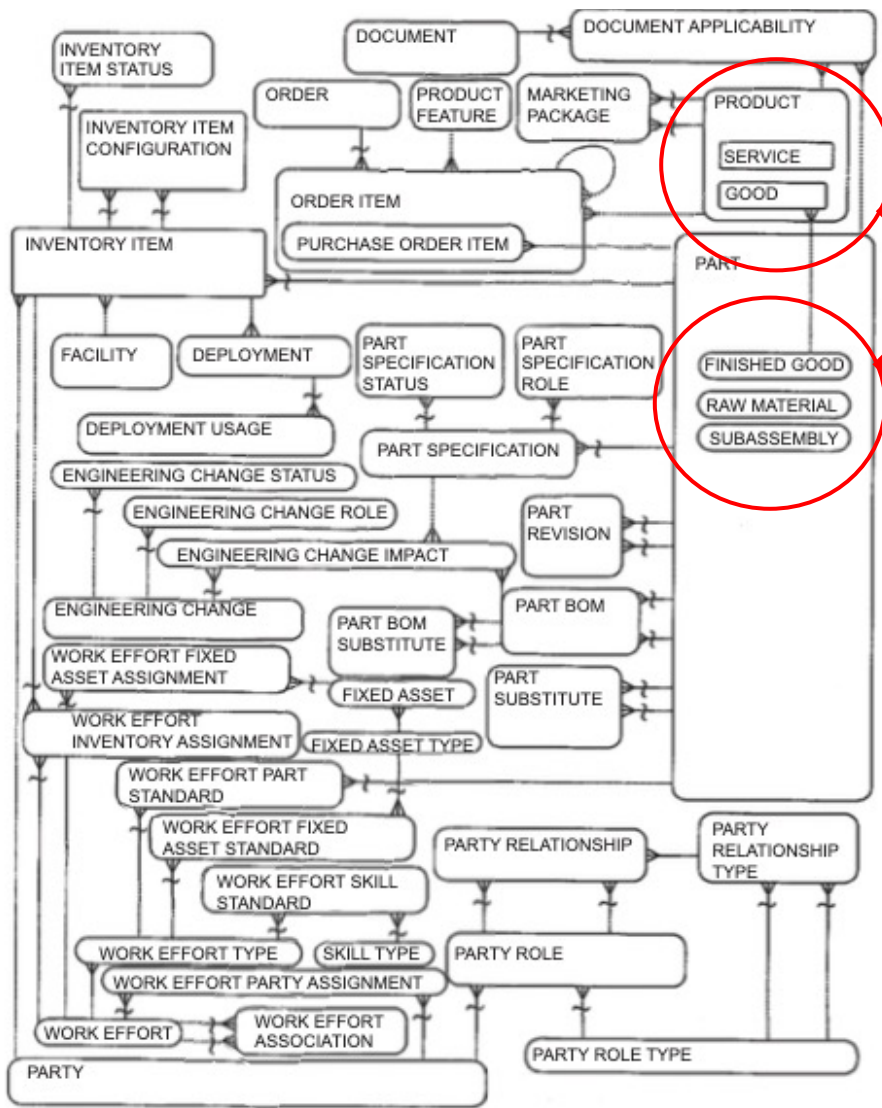 INVENTORY
ITEM STATUS
DOCUMENT
DOCUMENT APPLICABILITY
ORDER
PRODUCT
FEATURE
MARKETING
PACKAGE
PRODUCT
SERVICE
GOOD
INVENTORY ITEM
CONFIGURATION
ORDER ITEM
PURCHASE ORDER ITEM
INVENTORY ITEM
PART
FINISHED GOOD
RAW MATERIAL
SUBASSEMBLY
FACILITY
DEPLOYMENT
PART
SPECIFICATION
STATUS
PART
SPECIFICATION
ROLE
DEPLOYMENT USAGE
PART SPECIFICATION
ENGINEERING CHANGE STATUS
ENGINEERING CHANGE ROLE
PART
REVISION
ENGINEERING CHANGE IMPACT
ENGINEERING CHANGE
PART BOM
SUBSTITUTE
PART BOM
WORK EFFORT FIXED
ASSET ASSIGNMENT
FIXED ASSET
PART
SUBSTITUTE
WORK EFFORT
INVENTORY ASSIGNMENT
FIXED ASSET TYPE
WORK EFFORT PART
STANDARD
WORK EFFORT FIXED
ASSET STANDARD
PARTY RELATIONSHIP
PARTY
RELATIONSHIP
TYPE
WORK EFFORT SKILL
STANDARD
WORK EFFORT TYPE
SKILL TYPE
PARTY ROLE
WORK EFFORT PARTY ASSIGNMENT
WORK EFFORT
WORK EFFORT
ASSOCIATION
PARTY ROLE TYPE
PARTY